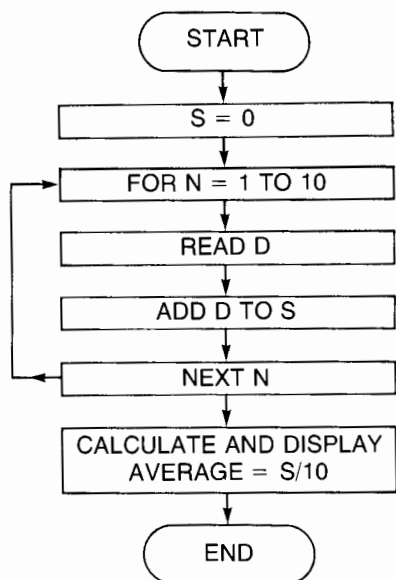 START
S = 0
FOR N = 1 TO 10
READ D
ADD D TO S
NEXT N
CALCULATE AND DISPLAY
AVERAGE = S/10
END